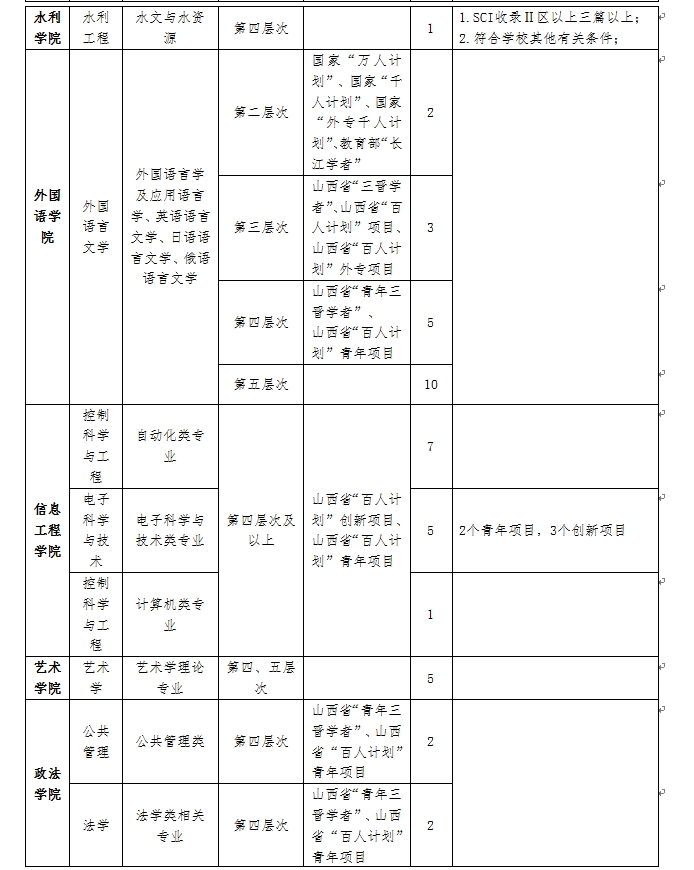 水利
学院
水利
工程
水文与水资
源
第四层次
1
1.SCI收录Ⅱ区以上三篇以上；
2.符合学校其他有关条件；
外国
语学
院
外国
语言
文学
外国语言学
及应用语言
学、英语语言
文学、日语语
言文学、俄语
语言文学
第二层次
国家“万人计
划”、国家“千
人计划”、国家
“外专千人计
划”、教育部“长
江学者”
2
第三层次
山西省“三晋学
者”、山西省“百
人计划” 项目、
山西省“百人计
划”外专项目
3
第四层次
山西省“青年三
晋学者” 、
山西省“百人计
划”青年项目
5
第五层次
10
信息
工程
学院
控制
科学
与工
程
自动化类专
业
第四层次及
以上
山西省“百人计
划”创新项目、
山西省“百人计
划”青年项目
7
电子
科学
与技
术
电子科学与
技术类专业
5
2个青年项目，3个创新项目
控制
科学
与工
程
计算机类专
业
1
艺术
学院
艺术
学
艺术学理论
专业
第四、五层
次
5
政法
学院
公共
管理
公共管理类
第四层次
山西省“青年三
晋学者”、山西
省“百人计划”
青年项目
2
法学
法学类相关
专业
第四层次
山西省“青年三
晋学者”、山西
省“百人计划”
青年项目
2